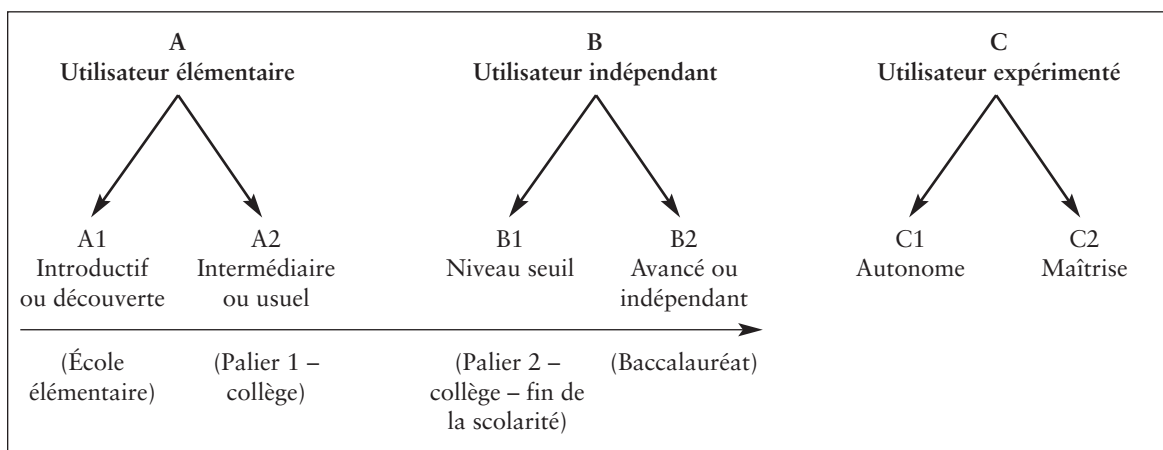 A
Utilisateur élémentaire
B
Utilisateur indépendant
C
Utilisateur expérimenté
A1
Introductif
ou découverte
A2
Intermédiaire
ou usuel
B1
Niveau seuil
B2
Avancé ou
indépendant
C1
Autonome
C2
Maîtrise
(École
élémentaire)
(Palier 1 –
collège)
(Palier 2 –
collège – fin de
la scolarité)
(Baccalauréat)